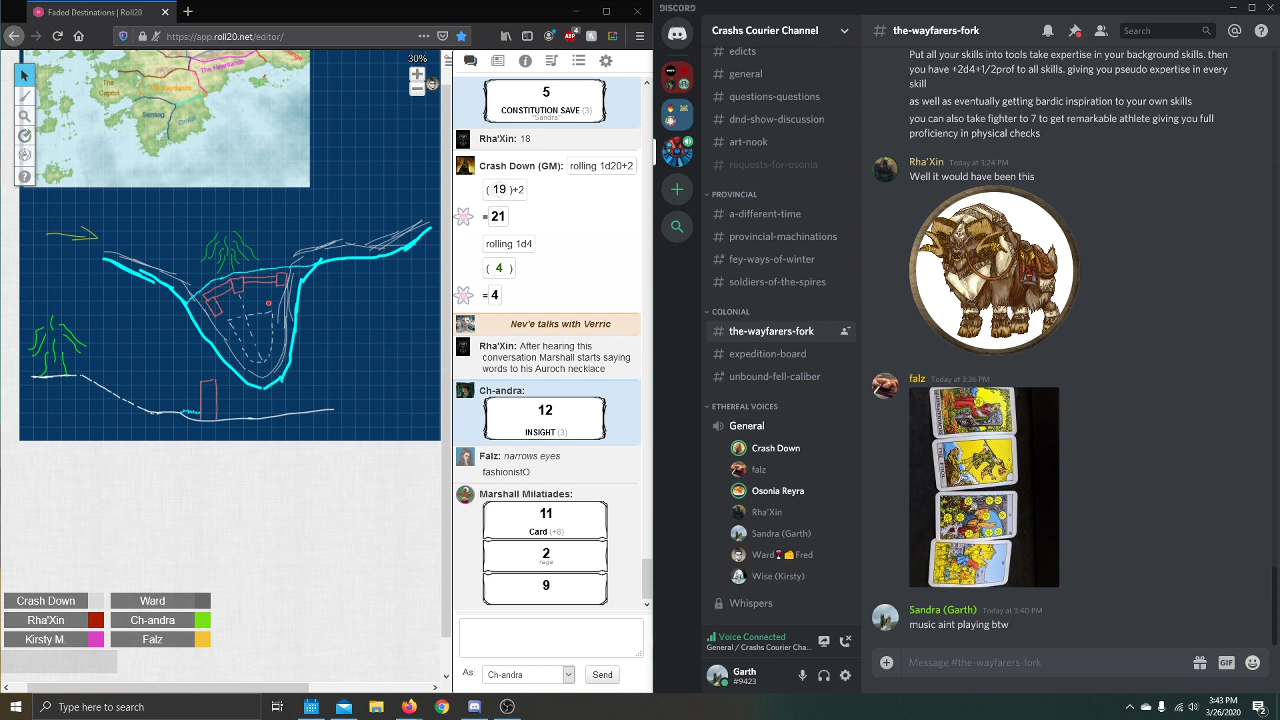 Faded Destinations | Roll20
https://app.roll20.net/editor/
30%
The Heartlands
The
Capitol
5
CONSTITUTION SAVE (3)
"Sandra"
Rha'Xin: 18
Crash Down (GM): rolling 1d20+2
( 19 )+2
= 21
rolling 1d4
( 4 )
= 4
Nev'e talks with Verric
Rha'Xin: After hearing this
conversation Marshall starts saying
words to his Auroch necklace
Ch-andra:
12
INSIGHT (3)
Falz: narrows eyes
fashionistO
Marshall Milatiades:
11
Card (+8)
2
rage
9
As: Ch-andra
Send
Crash Down
Ward
Rha'Xin
Ch-andra
Kirsty M.
Falz
DISCORD
Crashs Courier Channel
edicts
general
questions-questions
dnd-show-discussion
art-nook
requests-for-osonia
PROVINCIAL
a-different-time
provincial-machinations
fey-ways-of-winter
soldiers-of-the-spires
COLONIAL
the-wayfarers-fork
expedition-board
unbound-fell-caliber
ETHEREAL VOICES
General
Crash Down
falz
Osonia Reyra
Rha'Xin
Sandra (Garth)
Ward🍷🧀Fred
Wise (Kirsty)
Whispers
Voice Connected
General / Crashs Courier Cha...
Garth
#9423
# the-wayfarers-fork
Search
Put all your skills into tools take expertise in your background skills. then
you have +2d4+1/2prof to all skills. giving you pseudo expertise in every
skill
as well as eventually getting bardic inspiration to your own skills
you can also take fighter to 7 to get remarkable athlete giving you full
proficiency in physical checks
Rha'Xin Today at 3:24 PM
Well it would have been this
falz Today at 3:36 PM
Sandra (Garth) Today at 3:40 PM
music aint playing btw
Message #the-wayfarers-fork
GIF
Type here to search
3:43 PM
3/26/2020